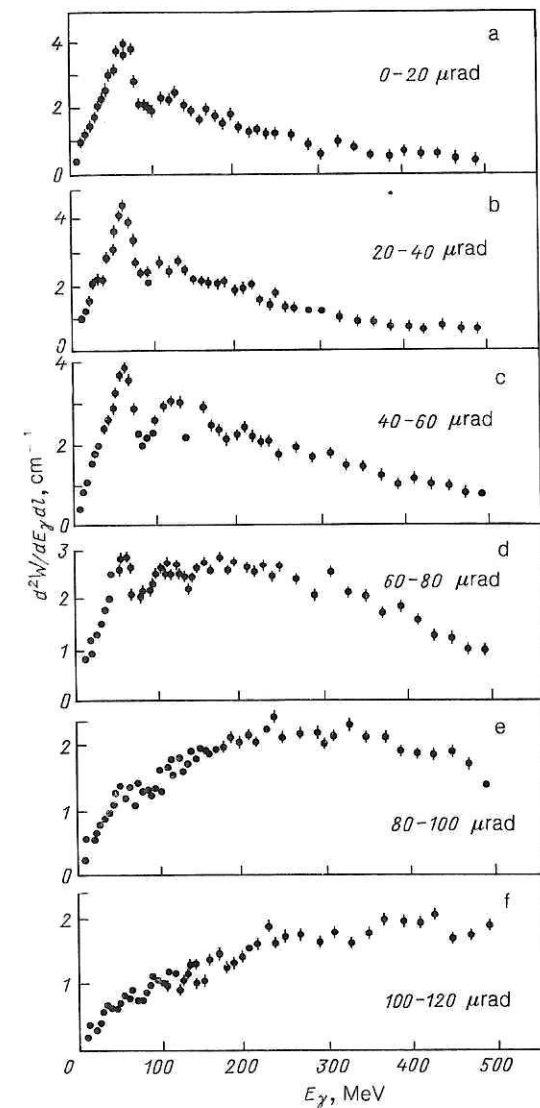 a
0–20 μrad
4
2
0
b
20–40 μrad
4
2
0
c
40–60 μrad
4
2
0
d²W/dE_γ dl, cm⁻¹
d
60–80 μrad
3
2
1
0
e
80–100 μrad
2
1
0
f
100–120 μrad
2
1
0 100 200 300 400 500
E_γ, MeV